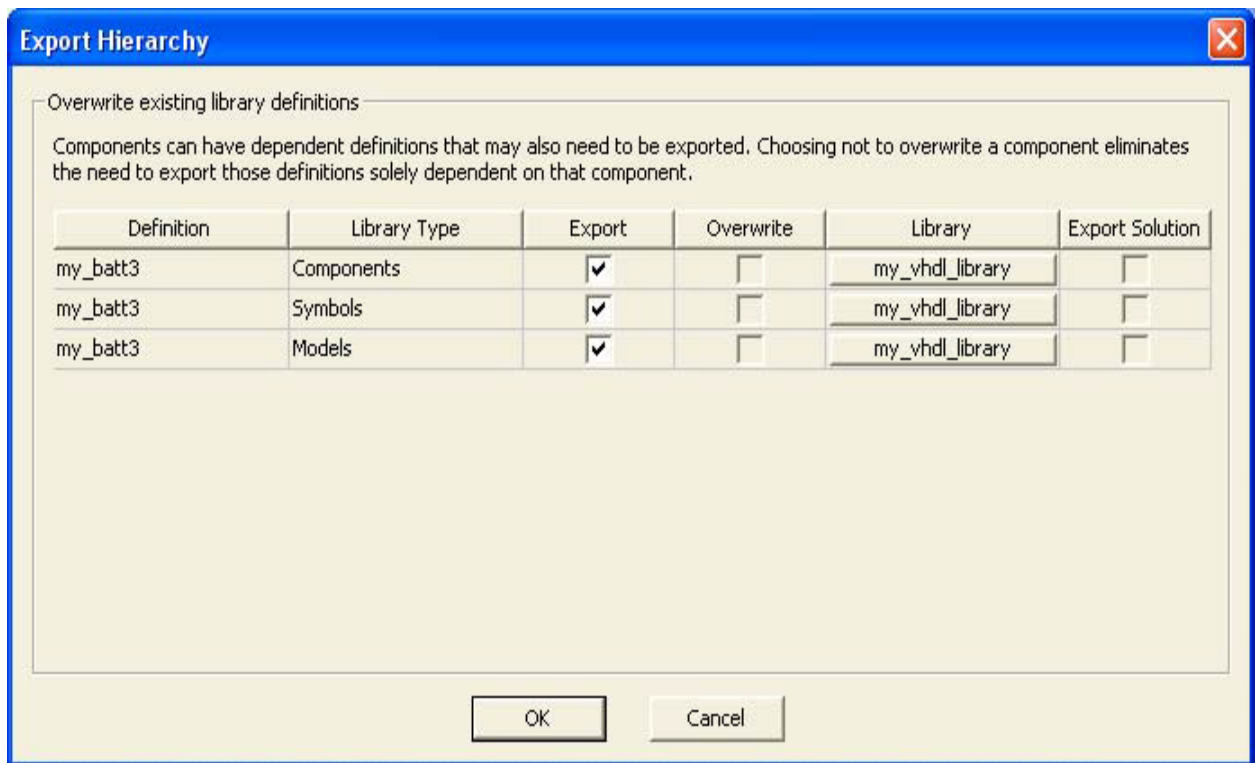 Export Hierarchy
Overwrite existing library definitions
Components can have dependent definitions that may also need to be exported. Choosing not to overwrite a component eliminates
the need to export those definitions solely dependent on that component.
Definition Library Type Export Overwrite Library Export Solution
my_batt3 Components my_vhdl_library
my_batt3 Symbols my_vhdl_library
my_batt3 Models my_vhdl_library
OK Cancel